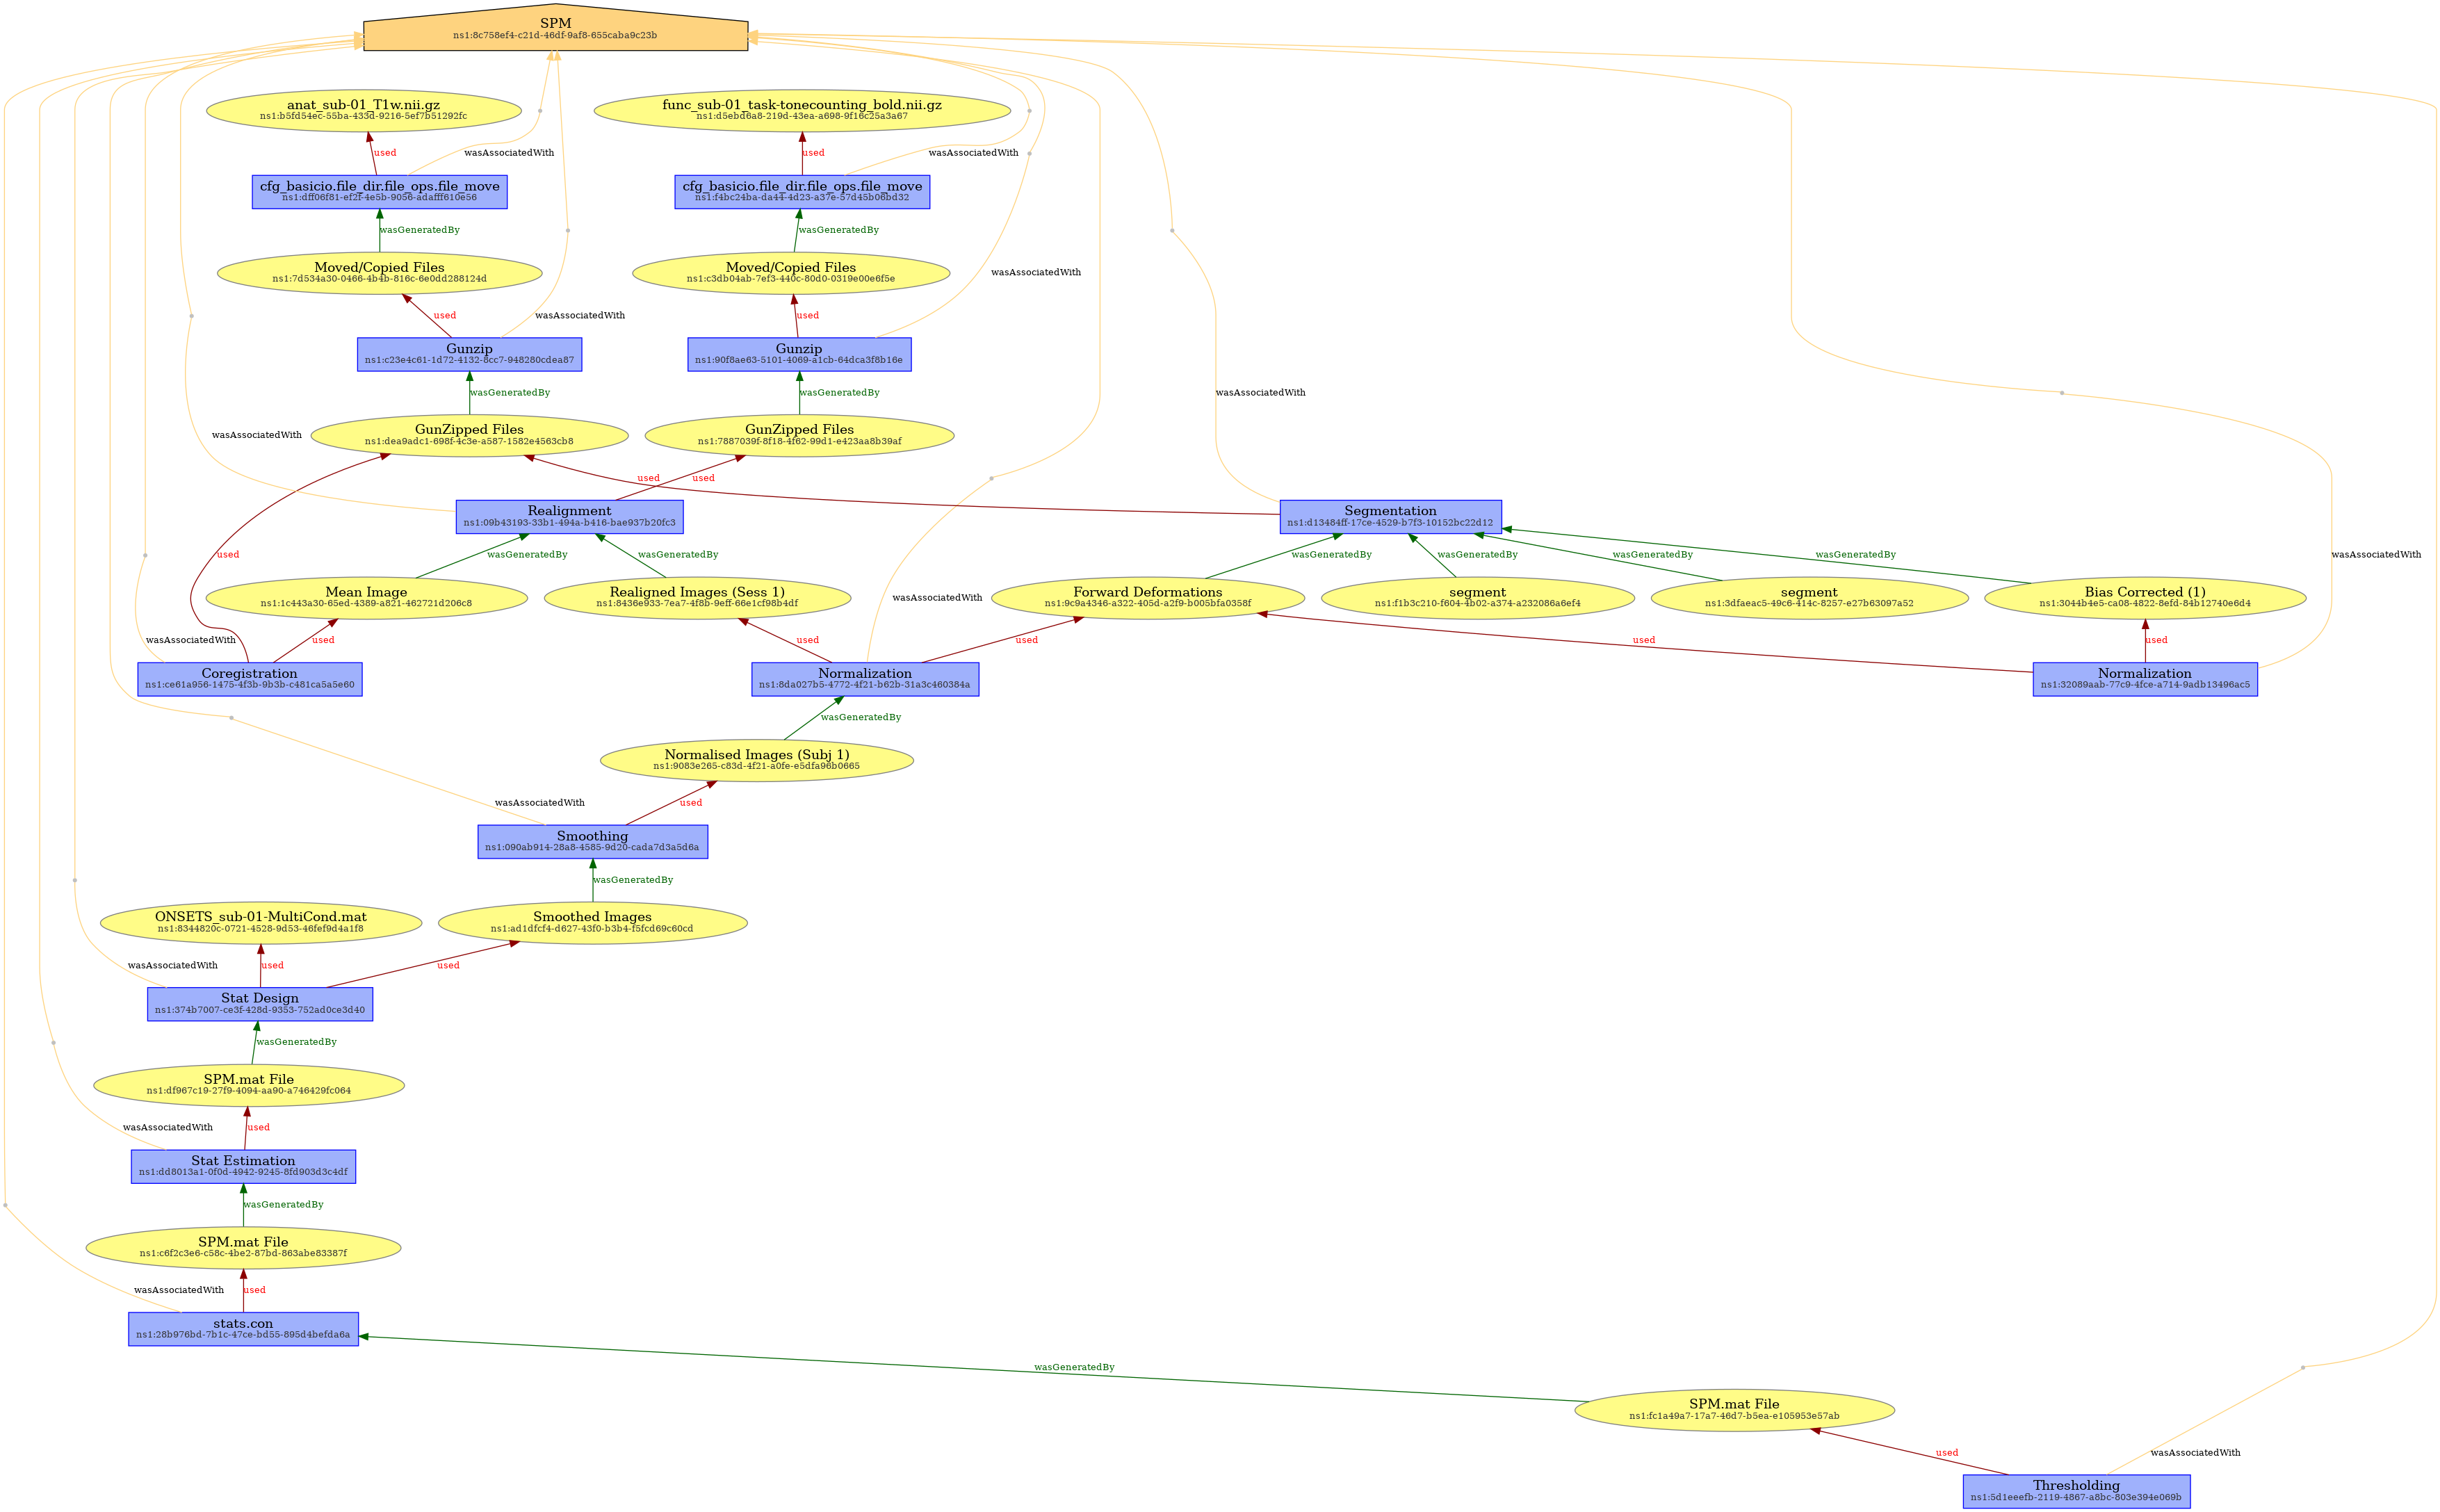 SPM
ns1:8c758ef4-c21d-46df-9af8-655caba9c23b
anat_sub-01_T1w.nii.gz
ns1:b5fd54ec-55ba-433d-9216-5ef7b51292fc
func_sub-01_task-tonecounting_bold.nii.gz
ns1:d5ebd6a8-219d-43ea-a698-9f16c25a3a67
used
wasAssociatedWith
used
wasAssociatedWith
cfg_basicio.file_dir.file_ops.file_move
ns1:dff06f81-ef2f-4e5b-9056-adafff610e56
cfg_basicio.file_dir.file_ops.file_move
ns1:f4bc24ba-da44-4d23-a37e-57d45b06bd32
wasGeneratedBy
wasGeneratedBy
Moved/Copied Files
ns1:7d534a30-0466-4b4b-816c-6e0dd288124d
Moved/Copied Files
ns1:c3db04ab-7ef3-440c-80d0-0319e00e6f5e
wasAssociatedWith
used
wasAssociatedWith
used
Gunzip
ns1:c23e4c61-1d72-4132-8cc7-948280cdea87
Gunzip
ns1:90f8ae63-5101-4069-a1cb-64dca3f8b16e
wasGeneratedBy
wasGeneratedBy
wasAssociatedWith
GunZipped Files
ns1:dea9adc1-698f-4c3e-a587-1582e4563cb8
GunZipped Files
ns1:7887039f-8f18-4f62-99d1-e423aa8b39af
wasAssociatedWith
used
used
Realignment
ns1:09b43193-33b1-494a-b416-bae937b20fc3
Segmentation
ns1:d13484ff-17ce-4529-b7f3-10152bc22d12
used
wasGeneratedBy
wasGeneratedBy
wasGeneratedBy
wasGeneratedBy
wasGeneratedBy
wasGeneratedBy
wasAssociatedWith
Mean Image
ns1:1c443a30-65ed-4389-a821-462721d206c8
Realigned Images (Sess 1)
ns1:8436e933-7ea7-4f8b-9eff-66e1cf98b4df
wasAssociatedWith
Forward Deformations
ns1:9c9a4346-a322-405d-a2f9-b005bfa0358f
segment
ns1:f1b3c210-f604-4b02-a374-a232086a6ef4
segment
ns1:3dfaeac5-49c6-414c-8257-e27b63097a52
Bias Corrected (1)
ns1:3044b4e5-ca08-4822-8efd-84b12740e6d4
wasAssociatedWith
used
used
used
used
used
Coregistration
ns1:ce61a956-1475-4f3b-9b3b-c481ca5a5e60
Normalization
ns1:8da027b5-4772-4f21-b62b-31a3c460384a
Normalization
ns1:32089aab-77c9-4fce-a714-9adb13496ac5
wasGeneratedBy
Normalised Images (Subj 1)
ns1:9083e265-c83d-4f21-a0fe-e5dfa96b0665
wasAssociatedWith
used
Smoothing
ns1:090ab914-28a8-4585-9d20-cada7d3a5d6a
wasGeneratedBy
ONSETS_sub-01-MultiCond.mat
ns1:8344820c-0721-4528-9d53-46fef9d4a1f8
Smoothed Images
ns1:ad1dfcf4-d627-43f0-b3b4-f5fcd69c60cd
wasAssociatedWith
used
used
Stat Design
ns1:374b7007-ce3f-428d-9353-752ad0ce3d40
wasGeneratedBy
SPM.mat File
ns1:df967c19-27f9-4094-aa90-a746429fc064
wasAssociatedWith
used
Stat Estimation
ns1:dd8013a1-0f0d-4942-9245-8fd903d3c4df
wasGeneratedBy
SPM.mat File
ns1:c6f2c3e6-c58c-4be2-87bd-863abe83387f
wasAssociatedWith
used
stats.con
ns1:28b976bd-7b1c-47ce-bd55-895d4befda6a
wasGeneratedBy
SPM.mat File
ns1:fc1a49a7-17a7-46d7-b5ea-e105953e57ab
used
wasAssociatedWith
Thresholding
ns1:5d1eeefb-2119-4867-a8bc-803e394e069b